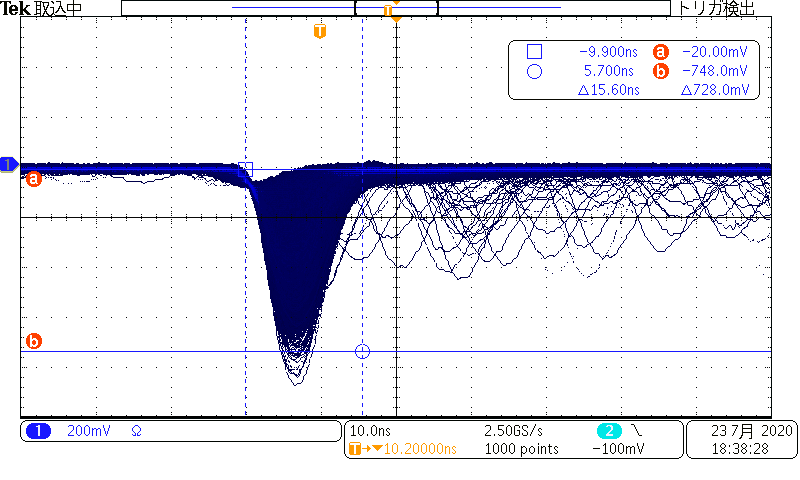 Tek 取込中 T トリガ検出
T
-9.900ns a -20.00mV
5.700ns b -748.0mV
Δ15.60ns Δ728.0mV
1
a
b
1 200mV Ω 10.0ns 2.50GS/s 2
T→▼10.20000ns 1000 points -100mV
23 7月 2020
18:38:28